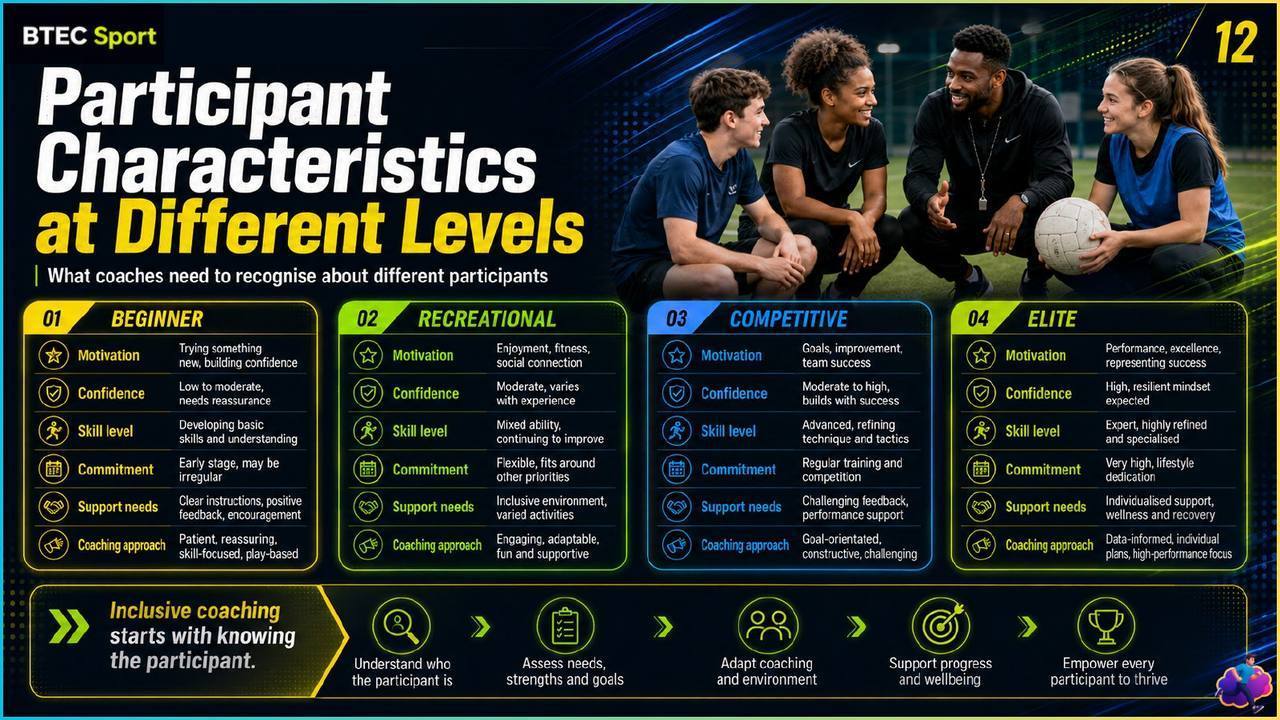 BTEC Sport
12
Participant
Characteristics
at Different Levels
What coaches need to recognise about different participants
01 BEGINNER
Motivation
Trying something
new, building confidence
Confidence
Low to moderate,
needs reassurance
Skill level
Developing basic
skills and understanding
Commitment
Early stage, may be
irregular
Support needs
Clear instructions, positive
feedback, encouragement
Coaching approach
Patient, reassuring,
skill-focused, play-based
02 RECREATIONAL
Motivation
Enjoyment, fitness,
social connection
Confidence
Moderate, varies
with experience
Skill level
Mixed ability,
continuing to improve
Commitment
Flexible, fits around
other priorities
Support needs
Inclusive environment,
varied activities
Coaching approach
Engaging, adaptable,
fun and supportive
03 COMPETITIVE
Motivation
Goals, improvement,
team success
Confidence
Moderate to high,
builds with success
Skill level
Advanced, refining
technique and tactics
Commitment
Regular training and
competition
Support needs
Challenging feedback,
performance support
Coaching approach
Goal-orientated,
constructive, challenging
04 ELITE
Motivation
Performance, excellence,
representing success
Confidence
High, resilient mindset
expected
Skill level
Expert, highly refined
and specialised
Commitment
Very high, lifestyle
dedication
Support needs
Individualised support,
wellness and recovery
Coaching approach
Data-informed, individual
plans, high-performance focus
Inclusive coaching
starts with knowing
the participant.
Understand who
the participant is
Assess needs,
strengths and goals
Adapt coaching
and environment
Support progress
and wellbeing
Empower every
participant to thrive